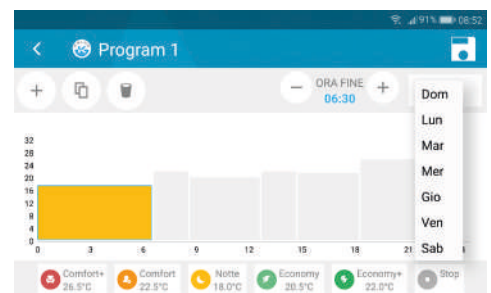 91% 08:52
Program 1
ORA FINE
06:30
Dom
Lun
Mar
Mer
Gio
Ven
Sab
32
28
24
20
16
12
8
4
0
0 3 6 9 12 15 18 21
Comfort+
26.5°C
Comfort
22.5°C
Notte
18.0°C
Economy
20.5°C
Economy+
22.0°C
Stop